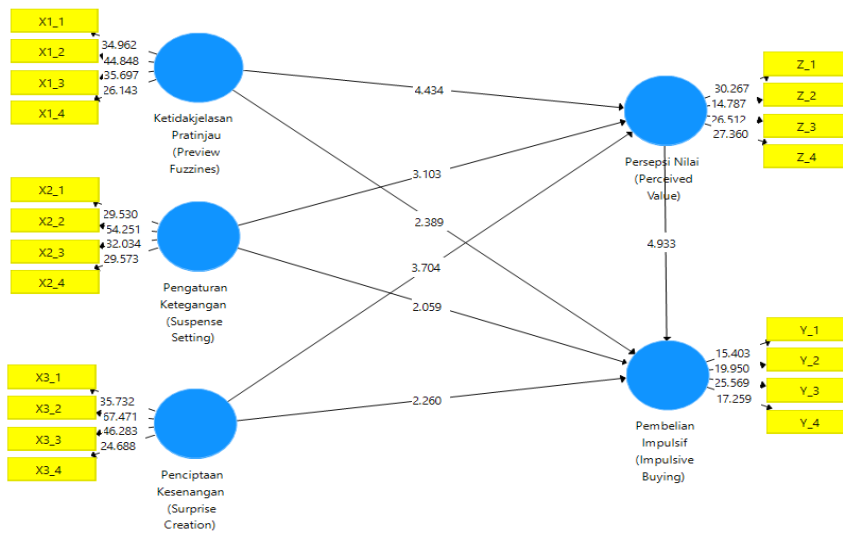 X1_1
X1_2
X1_3
X1_4
34.962
44.848
35.697
26.143
Ketidakjelasan
Pratinjau
(Preview
Fuzzines)
X2_1
X2_2
X2_3
X2_4
29.530
54.251
32.034
29.573
Pengaturan
Ketegangan
(Suspense
Setting)
X3_1
X3_2
X3_3
X3_4
35.732
67.471
46.283
24.688
Penciptaan
Kesenangan
(Surprise
Creation)
4.434
3.103
2.389
3.704
2.059
2.260
4.933
30.267
14.787
26.512
27.360
Z_1
Z_2
Z_3
Z_4
Persepsi Nilai
(Perceived
Value)
15.403
19.950
25.569
17.259
Y_1
Y_2
Y_3
Y_4
Pembelian
Impulsif
(Impulsive
Buying)